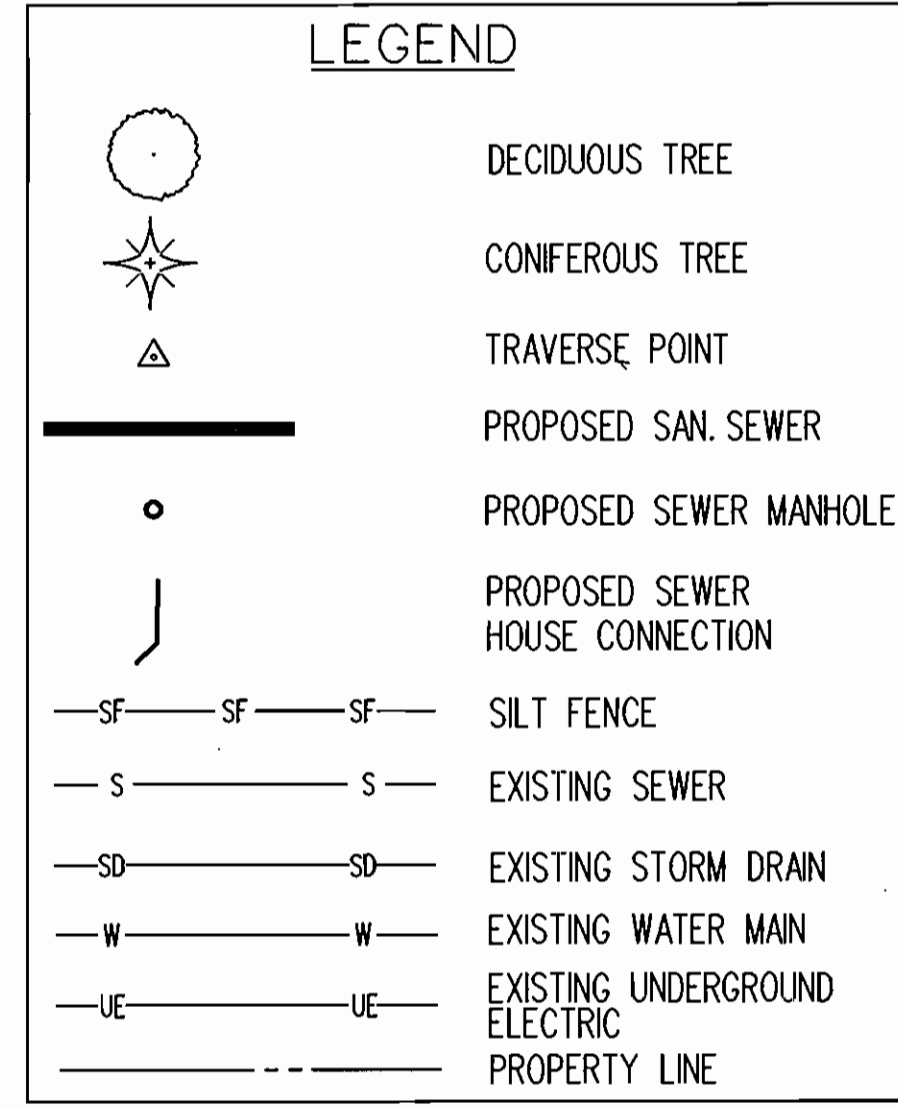 LEGEND
DECIDUOUS TREE
CONIFEROUS TREE
TRAVERSE POINT
PROPOSED SAN. SEWER
PROPOSED SEWER MANHOLE
PROPOSED SEWER
HOUSE CONNECTION
SF SF SF SILT FENCE
S S EXISTING SEWER
SD SD EXISTING STORM DRAIN
W W EXISTING WATER MAIN
UE UE EXISTING UNDERGROUND
ELECTRIC
PROPERTY LINE